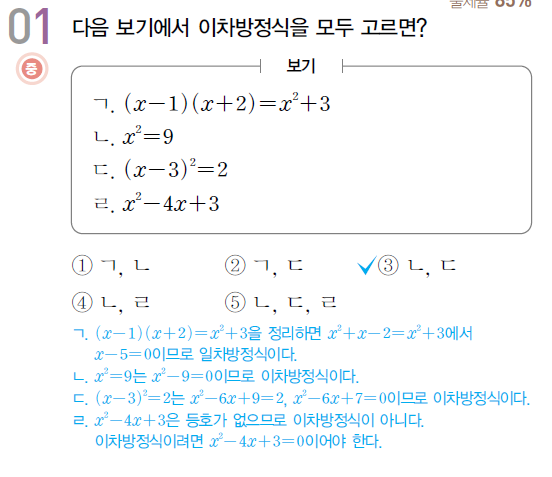 출제율 85%
01 다음 보기에서 이차방정식을 모두 고르면?
중
보기
ㄱ. (x−1)(x+2)=x²+3
ㄴ. x²=9
ㄷ. (x−3)²=2
ㄹ. x²−4x+3
① ㄱ, ㄴ ② ㄱ, ㄷ ③ ㄴ, ㄷ
④ ㄴ, ㄹ ⑤ ㄴ, ㄷ, ㄹ
ㄱ. (x−1)(x+2)=x²+3을 정리하면 x²+x−2=x²+3에서
x−5=0이므로 일차방정식이다.
ㄴ. x²=9는 x²−9=0이므로 이차방정식이다.
ㄷ. (x−3)²=2는 x²−6x+9=2, x²−6x+7=0이므로 이차방정식이다.
ㄹ. x²−4x+3은 등호가 없으므로 이차방정식이 아니다.
이차방정식이려면 x²−4x+3=0이어야 한다.